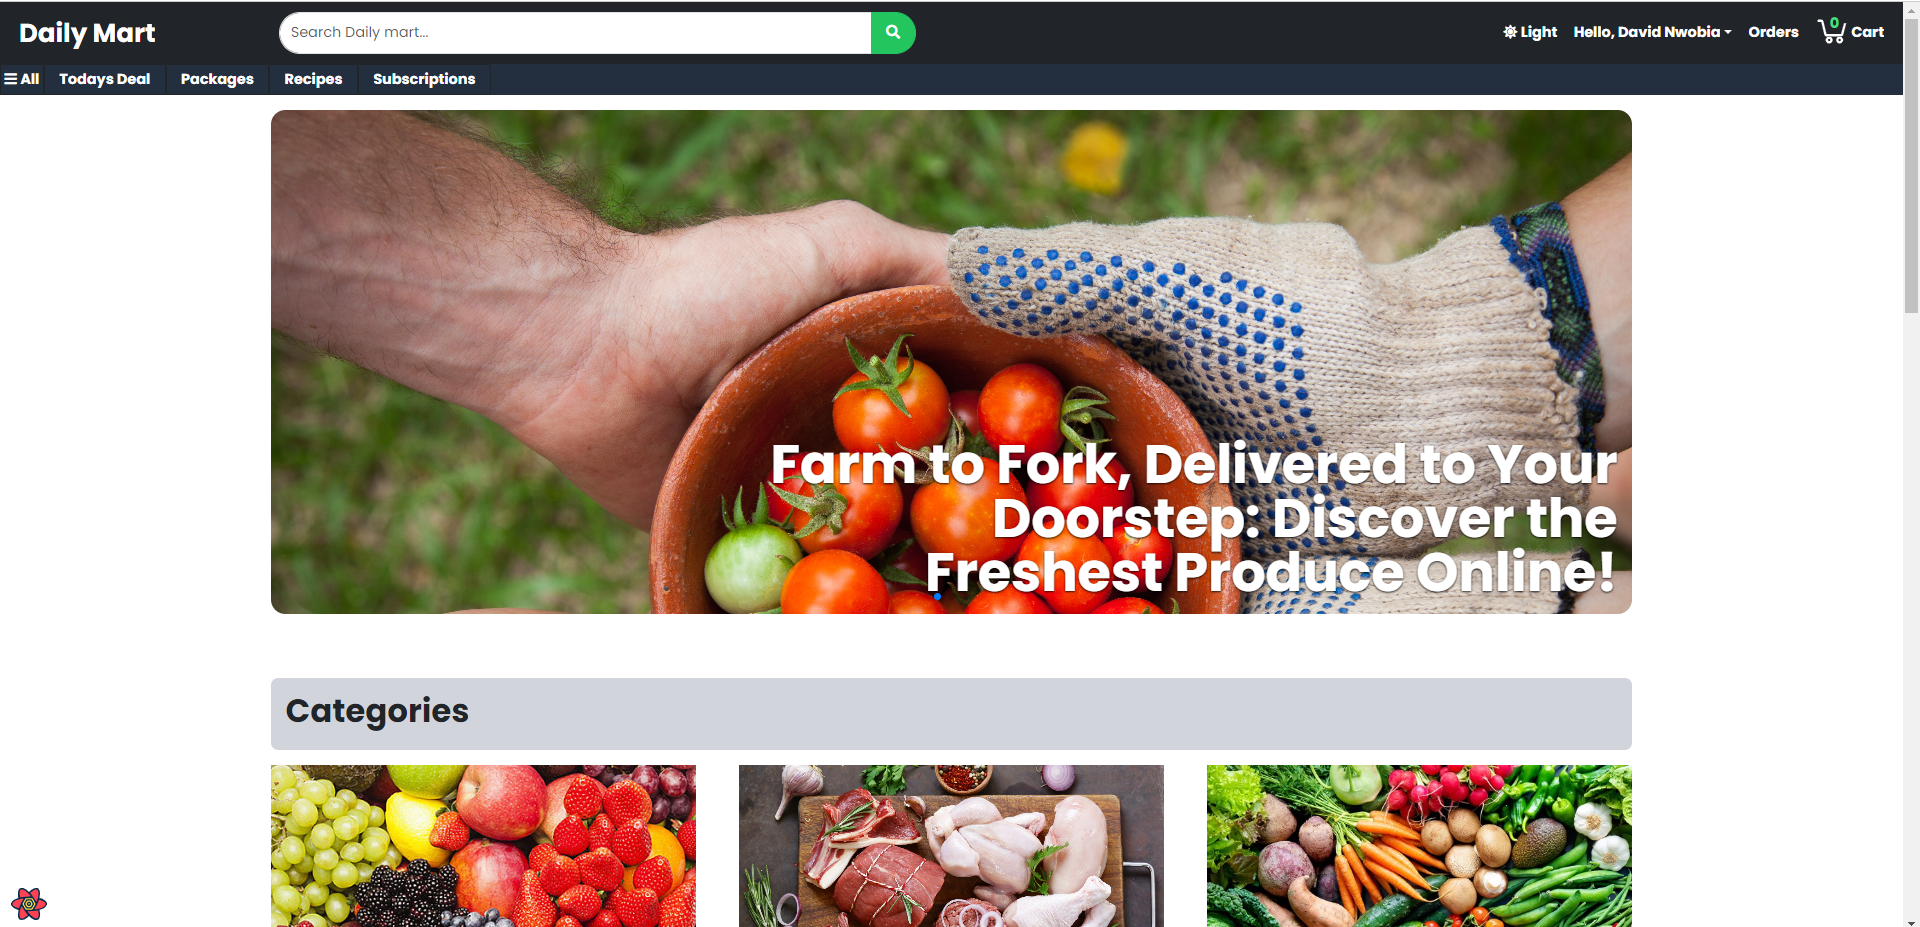 Daily Mart
Search Daily mart...
Light
Hello, David Nwobia
Orders
0
Cart
All
Todays Deal
Packages
Recipes
Subscriptions
Farm to Fork, Delivered to Your
Doorstep: Discover the
Freshest Produce Online!
Categories